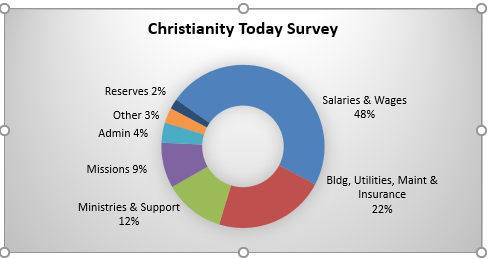 Christianity Today Survey
Reserves 2%
Other 3%
Admin 4%
Missions 9%
Ministries & Support
12%
Salaries & Wages
48%
Bldg, Utilities, Maint &
Insurance
22%